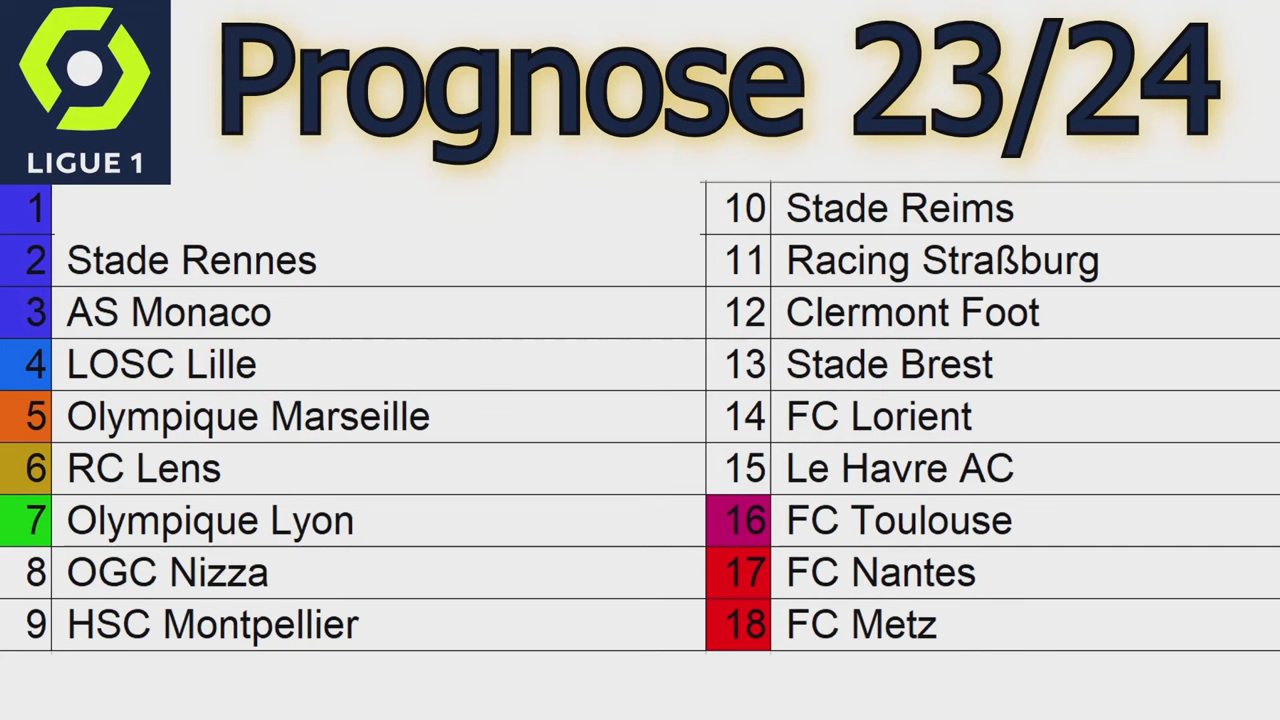 Prognose 23/24
LIGUE 1
1
2 Stade Rennes
3 AS Monaco
4 LOSC Lille
5 Olympique Marseille
6 RC Lens
7 Olympique Lyon
8 OGC Nizza
9 HSC Montpellier
10 Stade Reims
11 Racing Straßburg
12 Clermont Foot
13 Stade Brest
14 FC Lorient
15 Le Havre AC
16 FC Toulouse
17 FC Nantes
18 FC Metz